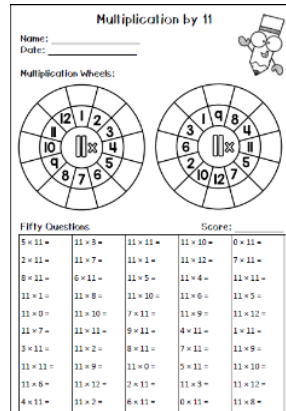 Multiplication by 11
Name:
Date:
Multiplication Wheels:
12 1 2
11 3
10 11× 4
9 5
8 7 6
1 9 8
3 4
6 11× 11
2 5
10 12 7
Fifty Questions Score:
5 × 11 = 11 × 3 = 11 × 11 = 11 × 10 = 0 × 11 =
2 × 11 = 11 × 7 = 11 × 1 = 11 × 12 = 7 × 11 =
8 × 11 = 6 × 11 = 11 × 5 = 11 × 4 = 11 × 11 =
11 × 1 = 11 × 8 = 11 × 10 = 11 × 6 = 11 × 5 =
11 × 0 = 11 × 10 = 7 × 11 = 11 × 9 = 11 × 12 =
11 × 7 = 11 × 11 = 9 × 11 = 4 × 11 = 1 × 11 =
3 × 11 = 11 × 2 = 8 × 11 = 7 × 11 = 11 × 9 =
11 × 11 = 11 × 9 = 11 × 0 = 5 × 11 = 11 × 10 =
11 × 6 = 11 × 12 = 2 × 11 = 11 × 3 = 11 × 12 =
4 × 11 = 11 × 2 = 6 × 11 = 0 × 11 = 11 × 8 =